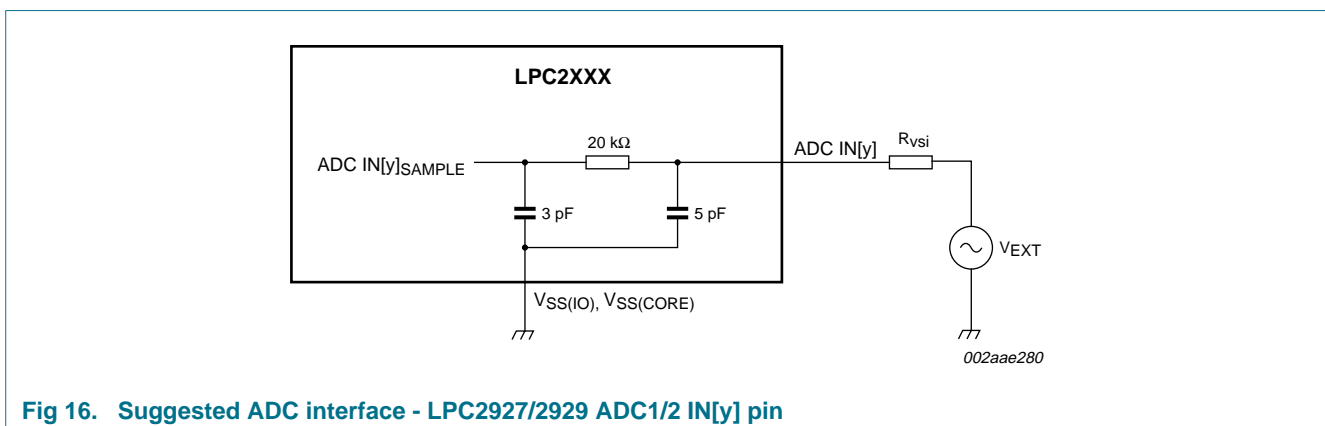 LPC2XXX
20 kΩ
ADC IN[y]SAMPLE
ADC IN[y]
Rvsi
3 pF
5 pF
VEXT
VSS(IO), VSS(CORE)
002aae280
Fig 16. Suggested ADC interface - LPC2927/2929 ADC1/2 IN[y] pin